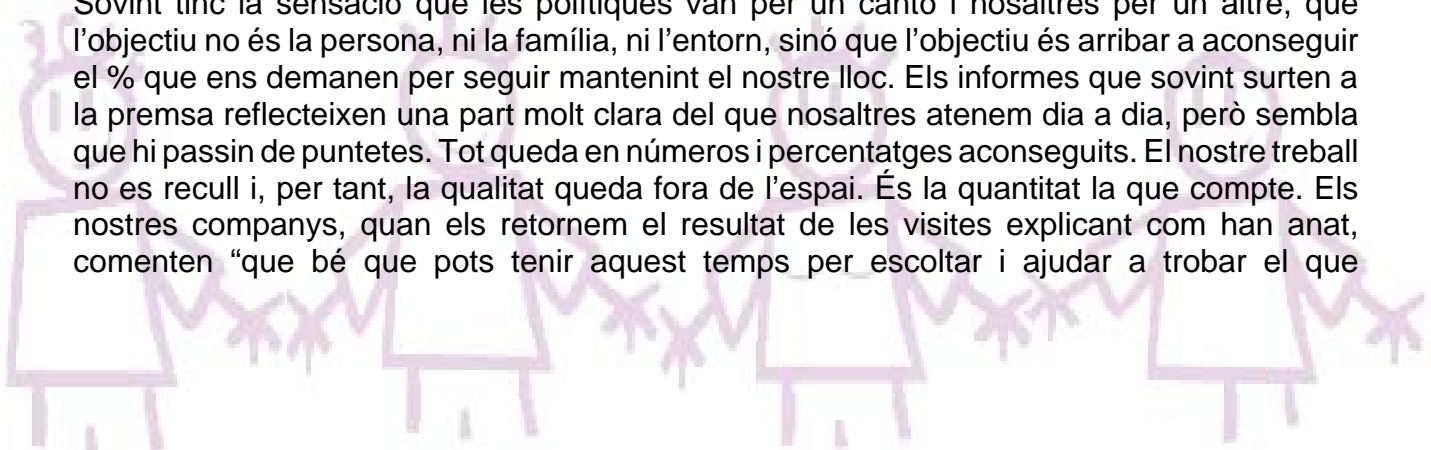 Sovint tinc la sensació que les polítiques van per un cantó i nosaltres per un altre, que
l’objectiu no és la persona, ni la família, ni l’entorn, sinó que l’objectiu és arribar a aconseguir
el % que ens demanen per seguir mantenint el nostre lloc. Els informes que sovint surten a
la premsa reflecteixen una part molt clara del que nosaltres atenem dia a dia, però sembla
que hi passin de puntetes. Tot queda en números i percentatges aconseguits. El nostre treball
no es recull i, per tant, la qualitat queda fora de l’espai. És la quantitat la que compte. Els
nostres companys, quan els retornem el resultat de les visites explicant com han anat,
comenten “que bé que pots tenir aquest temps per escoltar i ajudar a trobar el que